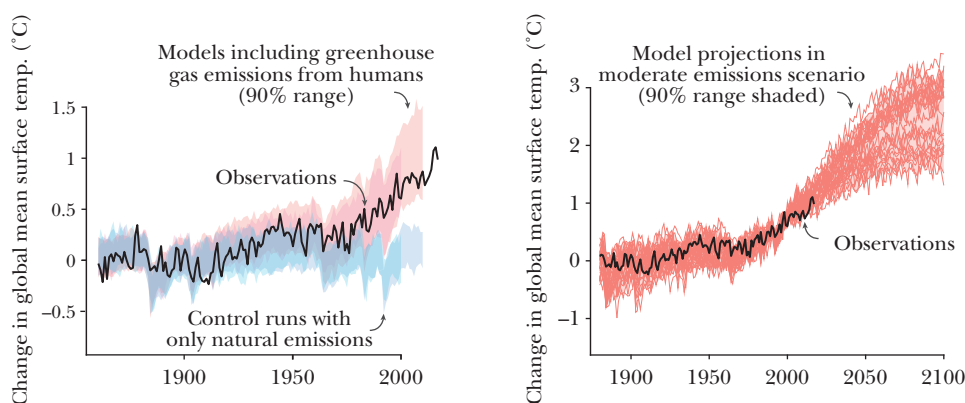 Change in global mean surface temp. (˚C)
Models including greenhouse
gas emissions from humans
(90% range)
1.5
1
0.5
0
−0.5
Observations
Control runs with
only natural emissions
1900
1950
2000
Change in global mean surface temp. (˚C)
Model projections in
moderate emissions scenario
(90% range shaded)
3
2
1
0
−1
Observations
1900
1950
2000
2050
2100